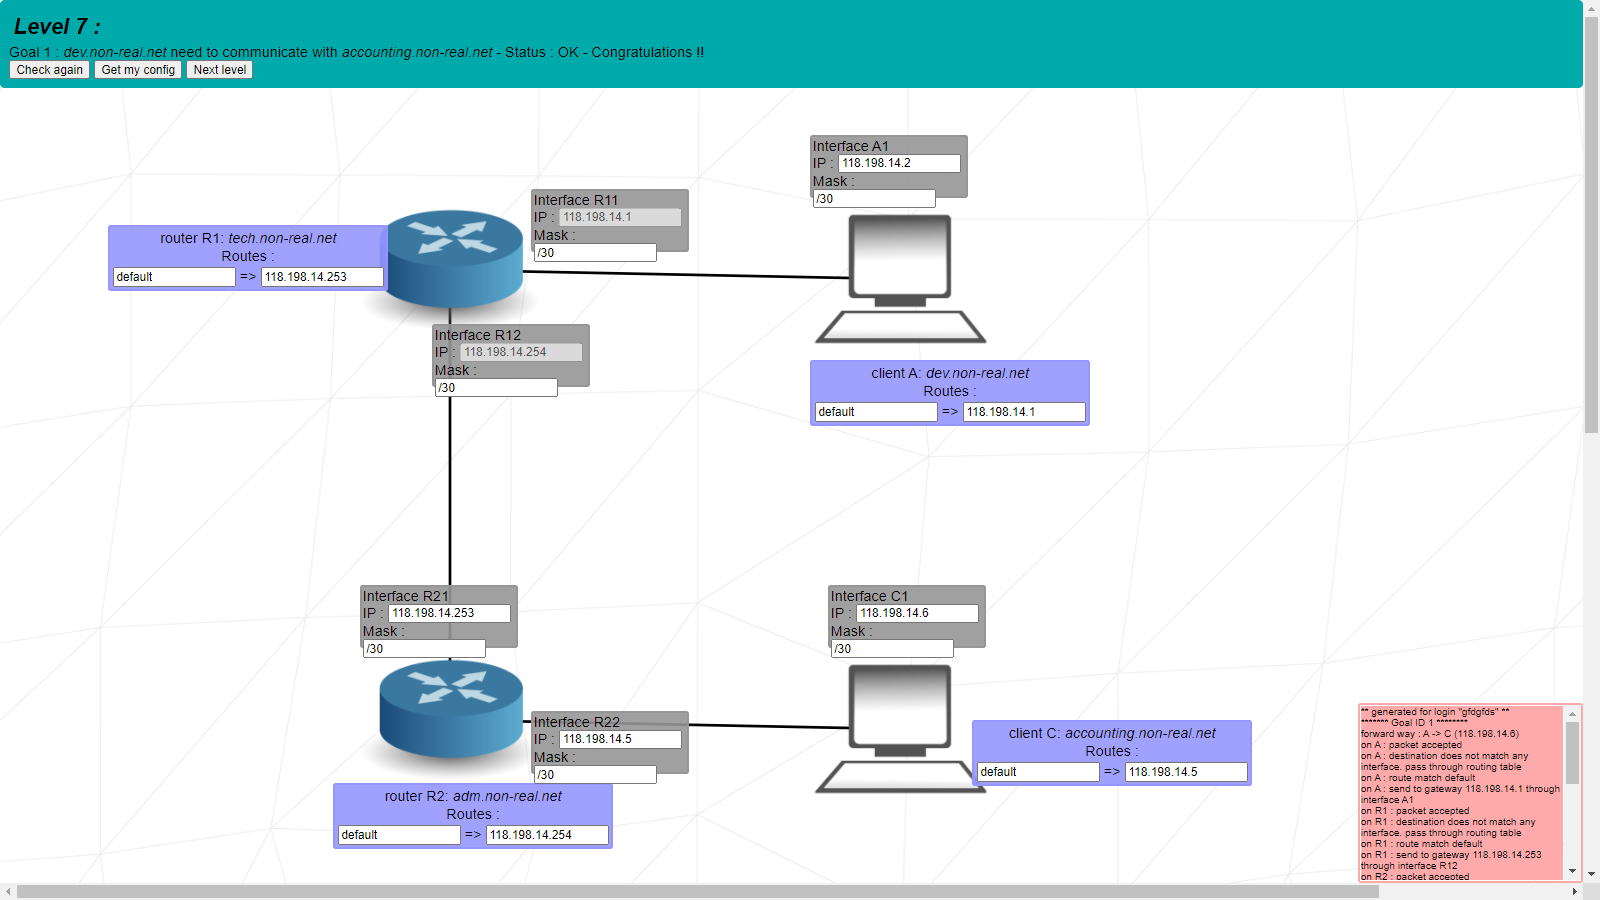 Level 7 :
Goal 1 : dev.non-real.net need to communicate with accounting.non-real.net - Status : OK - Congratulations !!
Check again Get my config Next level
Interface A1
IP : 118.198.14.2
Mask :
/30
Interface R11
IP : 118.198.14.1
Mask :
/30
router R1: tech.non-real.net
Routes :
default => 118.198.14.253
Interface R12
IP : 118.198.14.254
Mask :
/30
client A: dev.non-real.net
Routes :
default => 118.198.14.1
Interface R21
IP : 118.198.14.253
Mask :
/30
Interface C1
IP : 118.198.14.6
Mask :
/30
Interface R22
IP : 118.198.14.5
Mask :
/30
client C: accounting.non-real.net
Routes :
default => 118.198.14.5
router R2: adm.non-real.net
Routes :
default => 118.198.14.254
** generated for login "gfdgfds" **
******* Goal ID 1 ********
forward way : A -> C (118.198.14.6)
on A : packet accepted
on A : destination does not match any
interface. pass through routing table
on A : route match default
on A : send to gateway 118.198.14.1 through
interface A1
on R1 : packet accepted
on R1 : destination does not match any
interface. pass through routing table
on R1 : route match default
on R1 : send to gateway 118.198.14.253
through interface R12
on R2 : packet accepted